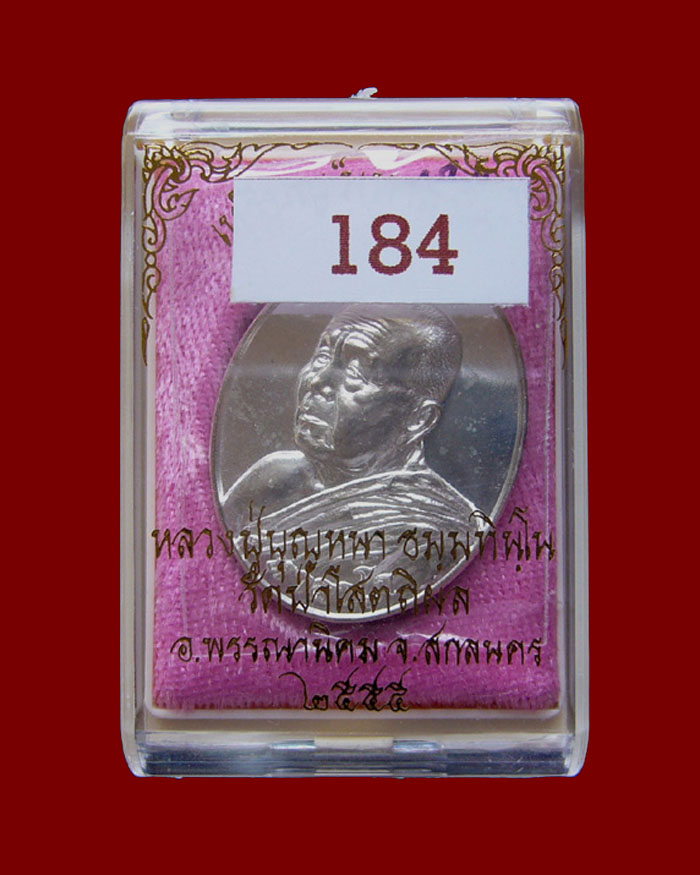 184
หลวงปู่บุญหนา ธมฺมทินฺโน
วัดป่าโสตถิผล
อ.พรรณานิคม จ.สกลนคร
๒๕๕๕